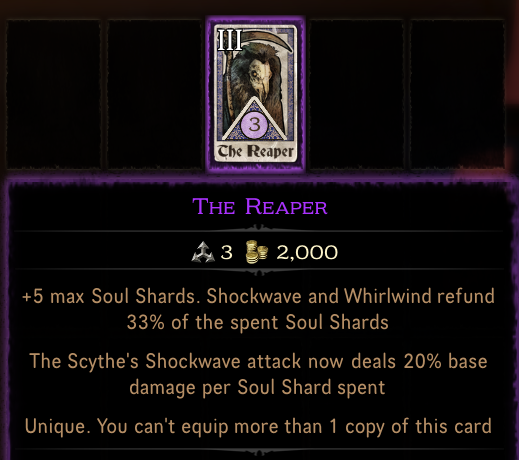 III
3
The Reaper
The Reaper
3 2,000
+5 max Soul Shards. Shockwave and Whirlwind refund
33% of the spent Soul Shards
The Scythe's Shockwave attack now deals 20% base
damage per Soul Shard spent
Unique. You can't equip more than 1 copy of this card